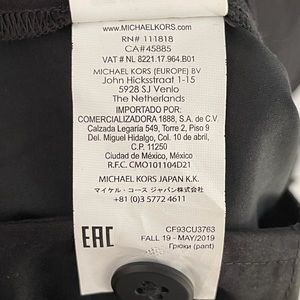 www.MICHAELKORS.com
RN# 111818
CA#45885
VAT # NL 8221.17.964.B01
MICHAEL KORS (EUROPE) BV
John Hicksstraat 1-15
5928 SJ Venlo
The Netherlands
IMPORTADO POR:
COMERCIALIZADORA 1888, S.A. de C.V.
Calzada Legaria 549, Torre 2, Piso 9
Del. Miguel Hidalgo, Col. 10 de abril,
C.P. 11250
Ciudad de México, México
R.F.C. CMO101104D21
MICHAEL KORS JAPAN K.K.
マイケル・コース ジャパン株式会社
+81 (0)3 5772 4611
EAC
CF93CU3763
FALL 19 - MAY/2019
Грюки (pant)